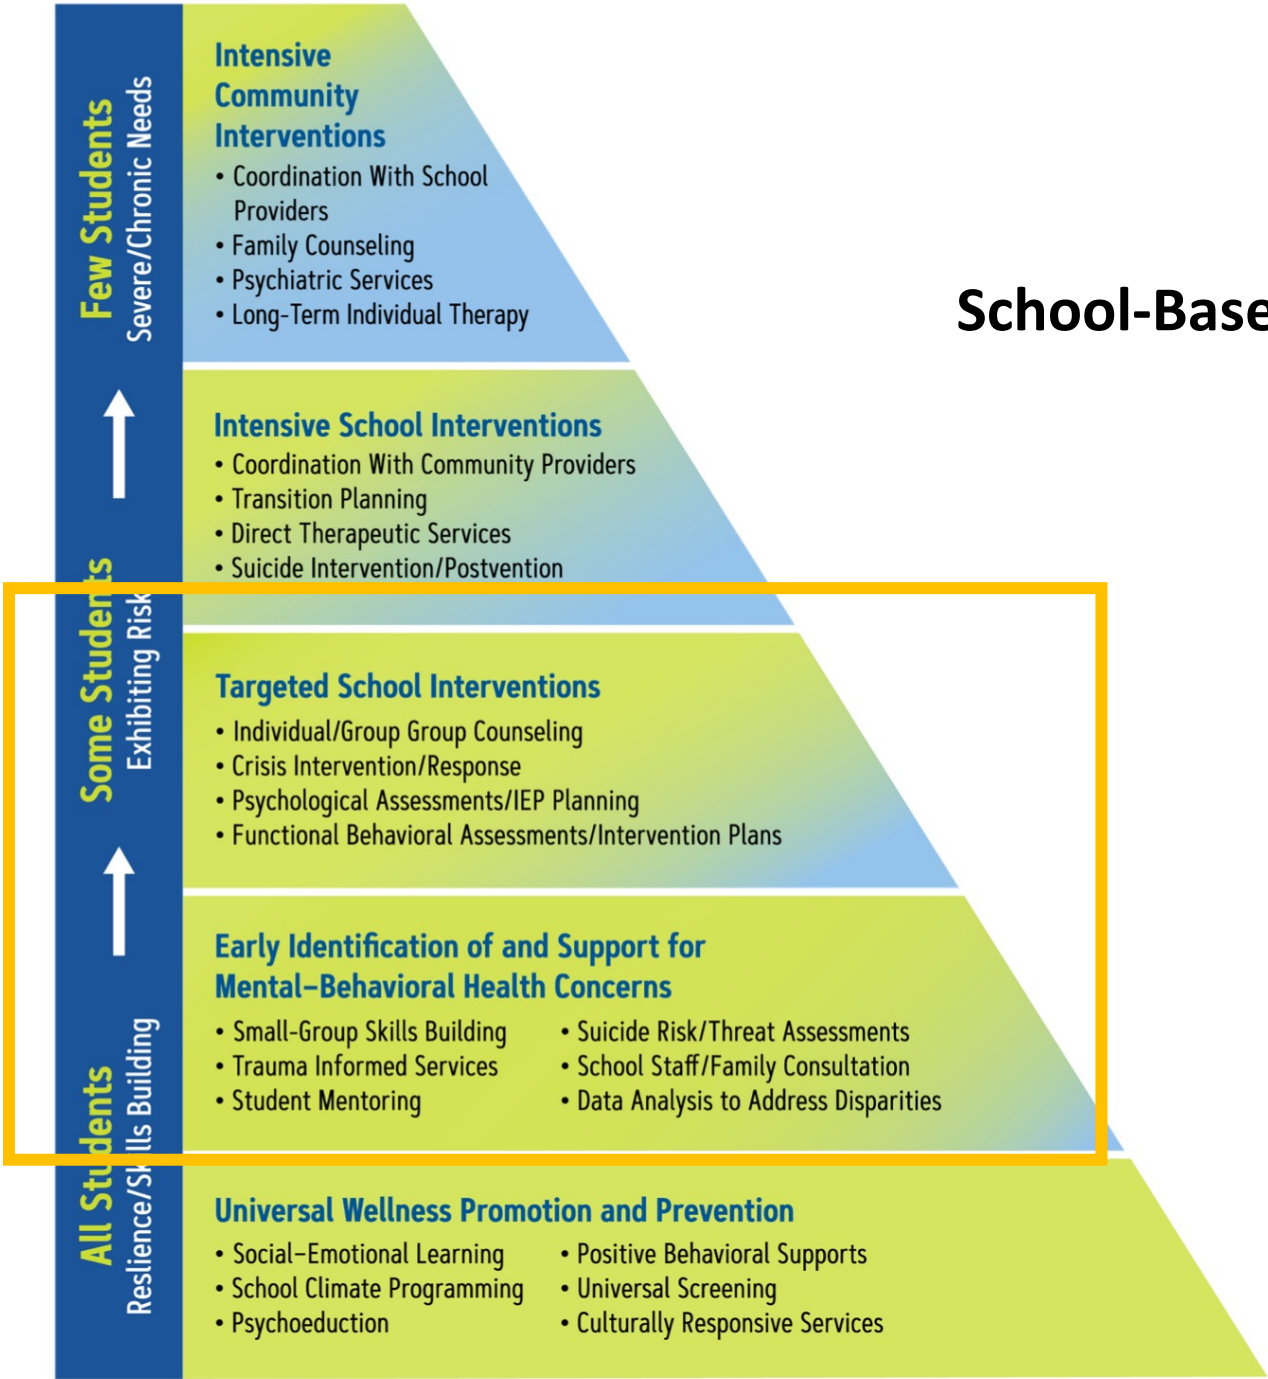 Few Students
Severe/Chronic Needs
Some Students
Exhibiting Risk
All Students
Reslience/Skills Building
Intensive
Community
Interventions
• Coordination With School
Providers
• Family Counseling
• Psychiatric Services
• Long-Term Individual Therapy
School-Base
Intensive School Interventions
• Coordination With Community Providers
• Transition Planning
• Direct Therapeutic Services
• Suicide Intervention/Postvention
Targeted School Interventions
• Individual/Group Group Counseling
• Crisis Intervention/Response
• Psychological Assessments/IEP Planning
• Functional Behavioral Assessments/Intervention Plans
Early Identification of and Support for
Mental–Behavioral Health Concerns
• Small-Group Skills Building
• Trauma Informed Services
• Student Mentoring
• Suicide Risk/Threat Assessments
• School Staff/Family Consultation
• Data Analysis to Address Disparities
Universal Wellness Promotion and Prevention
• Social–Emotional Learning
• School Climate Programming
• Psychoeduction
• Positive Behavioral Supports
• Universal Screening
• Culturally Responsive Services